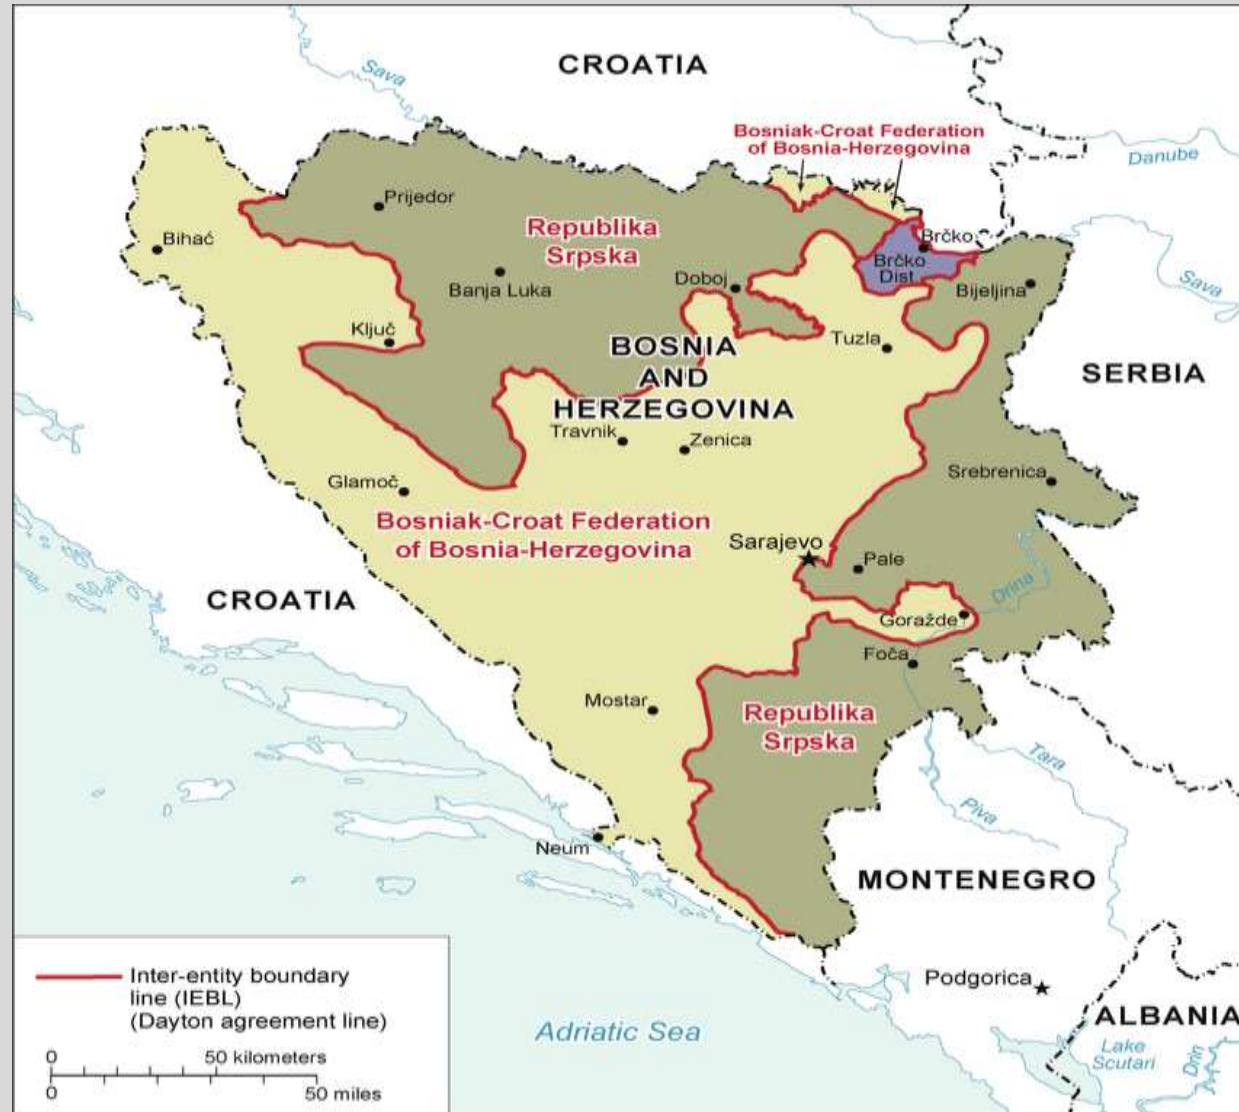 CROATIA
Sava
Bosniak-Croat Federation
of Bosnia-Herzegovina
Danube
Prijedor
Republika
Srpska
Bihać
Brčko
Brčko
Dist.
Banja Luka
Doboj
Bijeljina
Sava
Ključ
Tuzla
BOSNIA
AND
HERZEGOVINA
SERBIA
Travnik
Zenica
Glamoč
Srebrenica
Bosniak-Croat Federation
of Bosnia-Herzegovina
Sarajevo
Pale
CROATIA
Drina
Goražde
Foča
Mostar
Republika
Srpska
Tara
Piva
Neum
MONTENEGRO
Inter-entity boundary
line (IEBL)
(Dayton agreement line)
Podgorica
ALBANIA
Adriatic Sea
Lake
Scutari
Drin
0 50 kilometers
0 50 miles